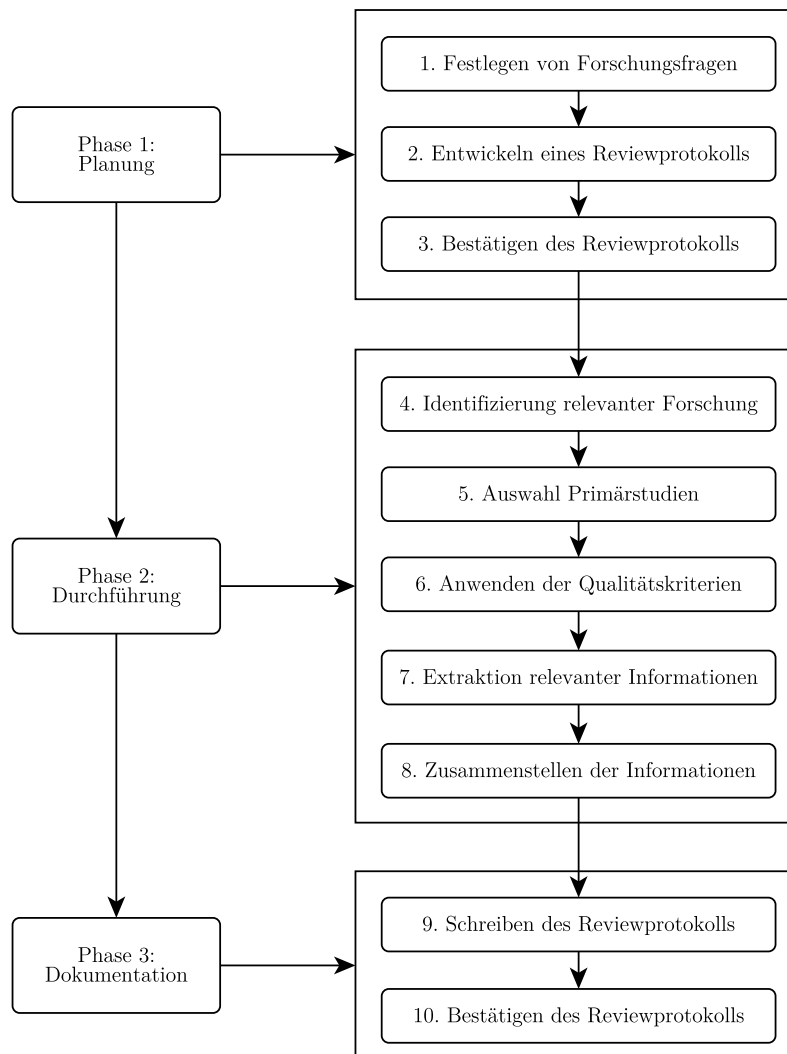 1. Festlegen von Forschungsfragen
Phase 1:
Planung
2. Entwickeln eines Reviewprotokolls
3. Bestätigen des Reviewprotokolls
4. Identifizierung relevanter Forschung
5. Auswahl Primärstudien
Phase 2:
Durchführung
6. Anwenden der Qualitätskriterien
7. Extraktion relevanter Informationen
8. Zusammenstellen der Informationen
9. Schreiben des Reviewprotokolls
Phase 3:
Dokumentation
10. Bestätigen des Reviewprotokolls